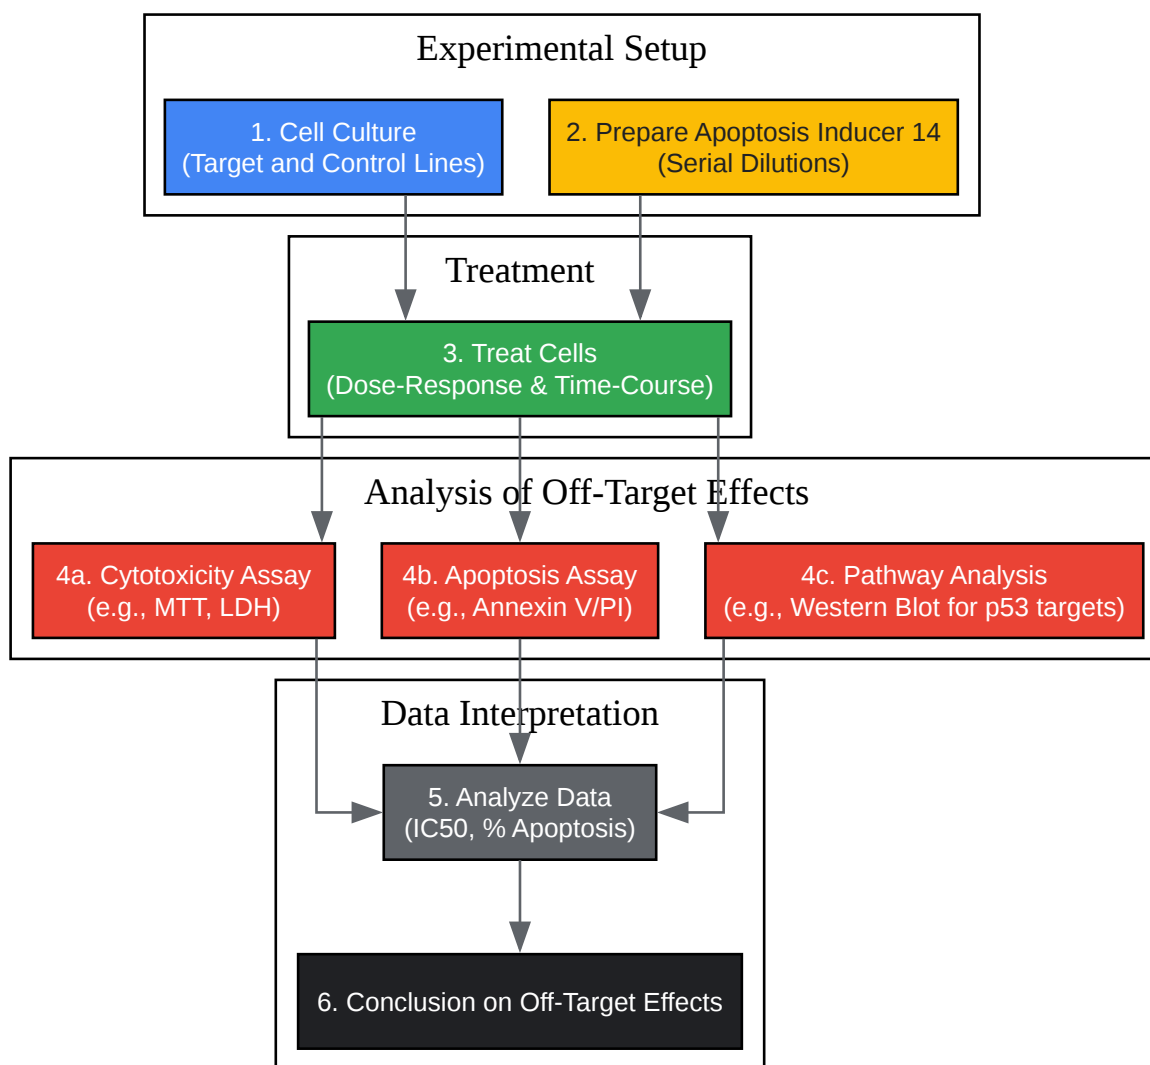 Experimental Setup
1. Cell Culture
(Target and Control Lines)
2. Prepare Apoptosis Inducer 14
(Serial Dilutions)
Treatment
3. Treat Cells
(Dose-Response & Time-Course)
Analysis of Off-Target Effects
4a. Cytotoxicity Assay
(e.g., MTT, LDH)
4b. Apoptosis Assay
(e.g., Annexin V/PI)
4c. Pathway Analysis
(e.g., Western Blot for p53 targets)
Data Interpretation
5. Analyze Data
(IC50, % Apoptosis)
6. Conclusion on Off-Target Effects